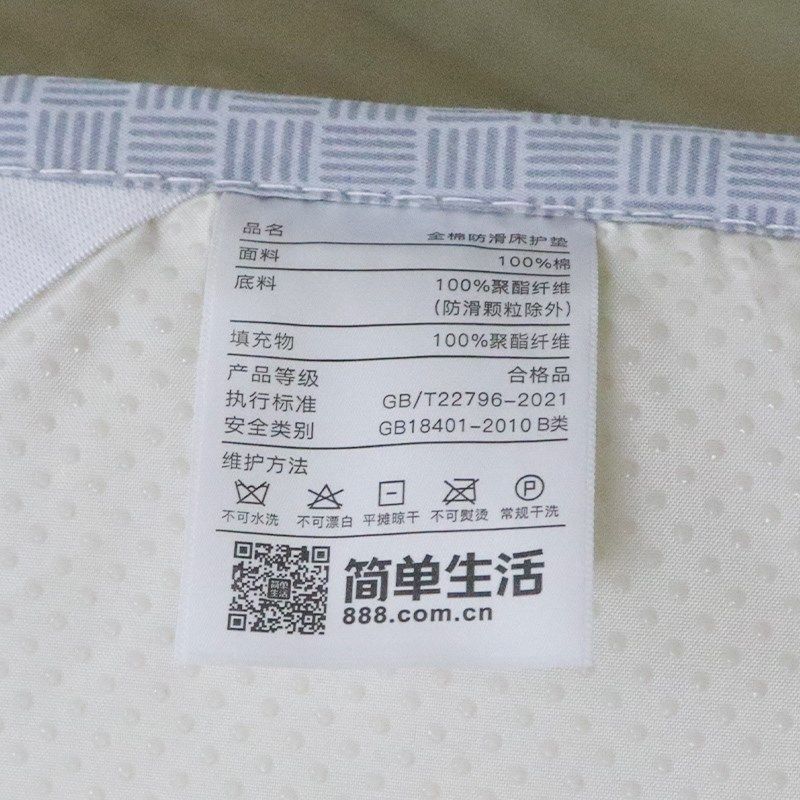 品名 全棉防滑床护垫
面料 100%棉
底料 100%聚酯纤维
(防滑颗粒除外)
填充物 100%聚酯纤维
产品等级 合格品
执行标准 GB/T22796-2021
安全类别 GB18401-2010 B类
维护方法
P
不可水洗 不可漂白 平摊晾干 不可熨烫 常规干洗
简单生活
简单生活
888.com.cn